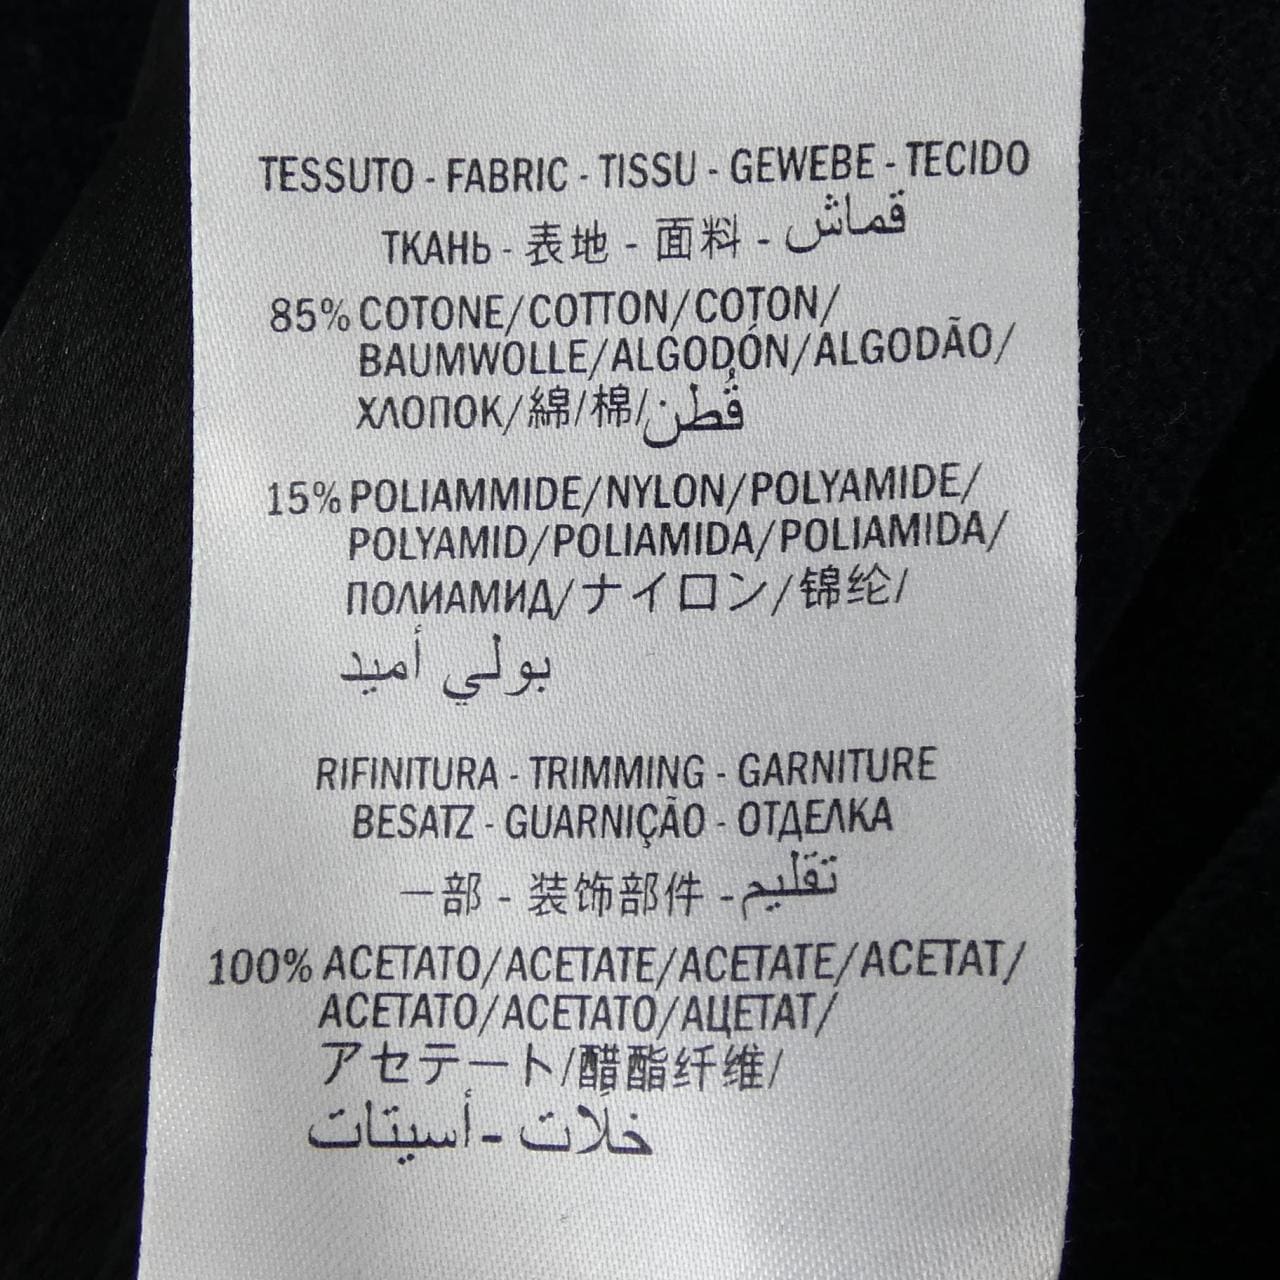 TESSUTO - FABRIC - TISSU - GEWEBE - TECIDO
ТКАНЬ - 表地 - 面料 - قماش
85% COTONE/COTTON/COTON/
BAUMWOLLE/ALGODÓN/ALGODÃO/
ХЛОПОК/綿/棉/قُطن
15% POLIAMMIDE/NYLON/POLYAMIDE/
POLYAMID/POLIAMIDA/POLIAMIDA/
ПОЛИАМИД/ナイロン/锦纶/
بولي أميد
RIFINITURA - TRIMMING - GARNITURE
BESATZ - GUARNIÇÃO - ОТДЕЛКА
一部 - 装饰部件 - تقليم
100% ACETATO/ACETATE/ACETATE/ACETAT/
ACETATO/ACETATO/АЦЕТАТ/
アセテート/醋酯纤维/
خلات - أسيتات